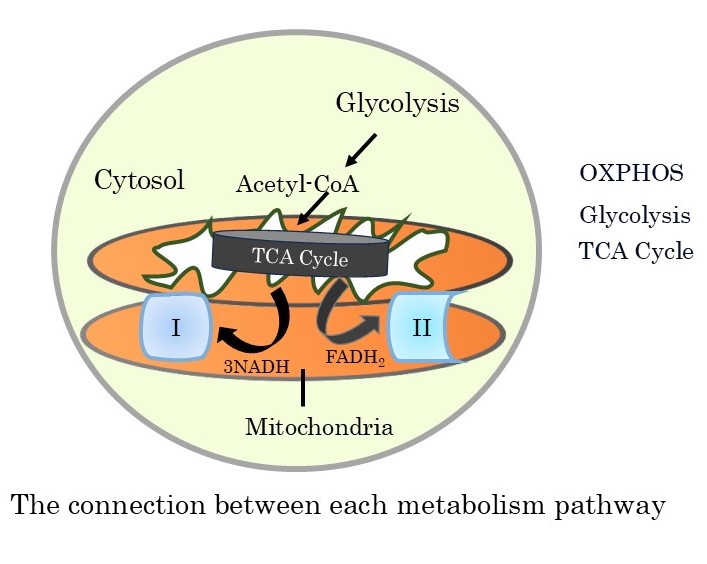 Glycolysis
Cytosol
Acetyl-CoA
TCA Cycle
I
II
3NADH
FADH₂
Mitochondria
OXPHOS
Glycolysis
TCA Cycle
The connection between each metabolism pathway